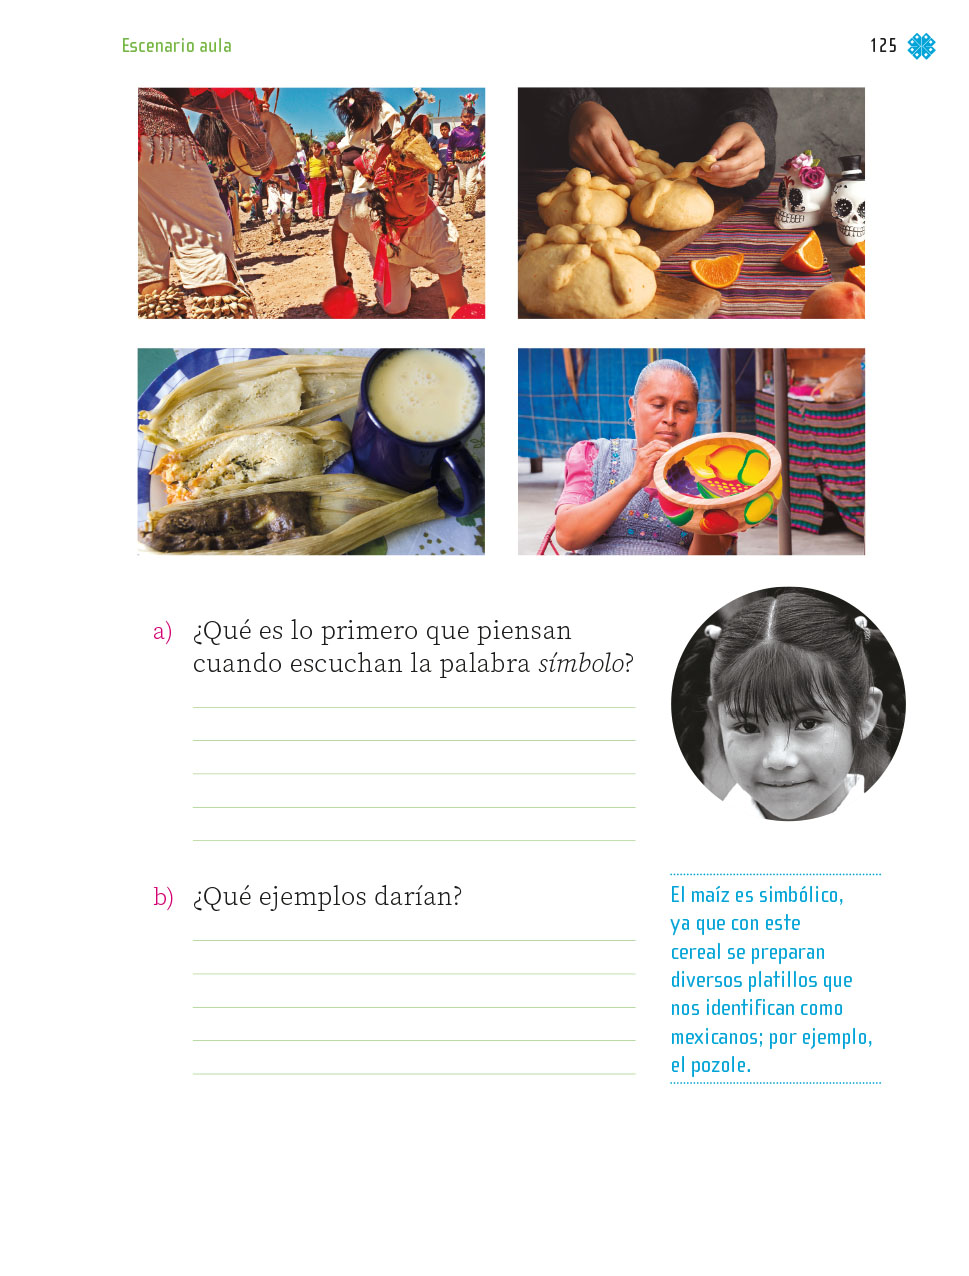 Escenario aula
125
a) ¿Qué es lo primero que piensan
cuando escuchan la palabra símbolo?
b) ¿Qué ejemplos darían?
El maíz es simbólico,
ya que con este
cereal se preparan
diversos platillos que
nos identifican como
mexicanos; por ejemplo,
el pozole.